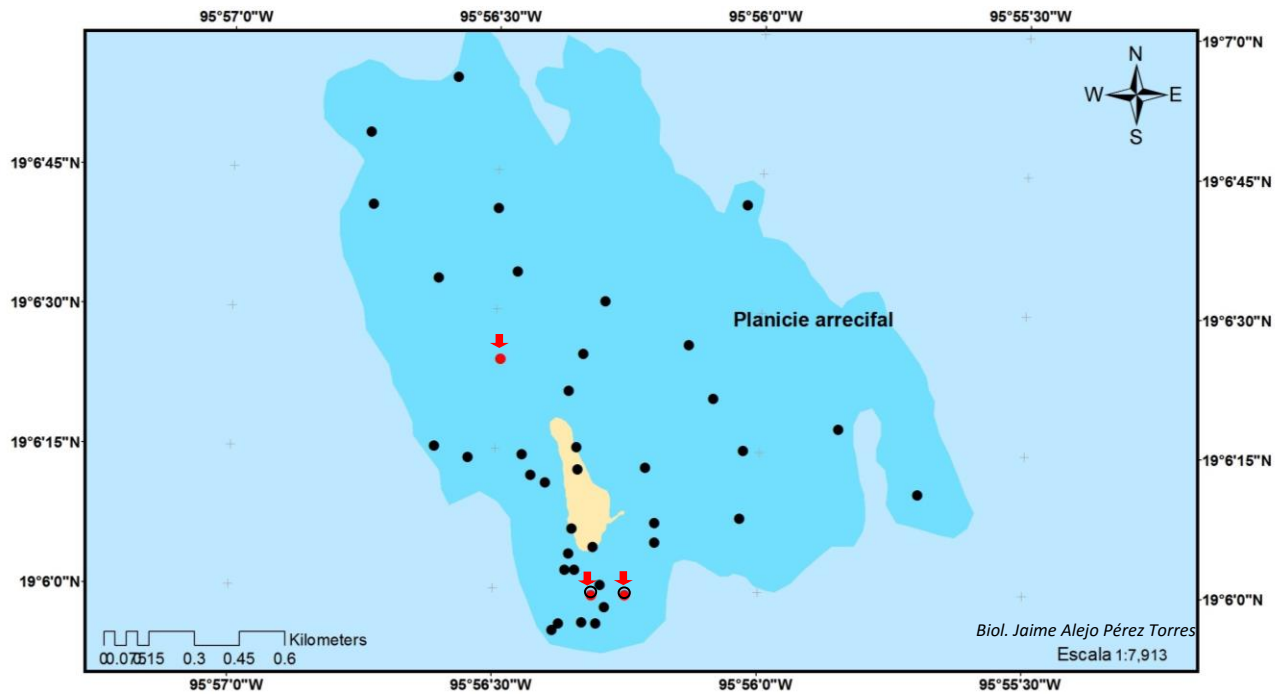 95°57'0"W 95°56'30"W 95°56'0"W 95°55'30"W
19°7'0"N
N
W E
S
19°6'45"N 19°6'45"N
19°6'30"N 19°6'30"N
Planicie arrecifal
19°6'15"N 19°6'15"N
19°6'0"N 19°6'0"N
Biol. Jaime Alejo Pérez Torres
Kilometers
0 0.075 0.15 0.3 0.45 0.6
Escala 1:7,913
95°57'0"W 95°56'30"W 95°56'0"W 95°55'30"W